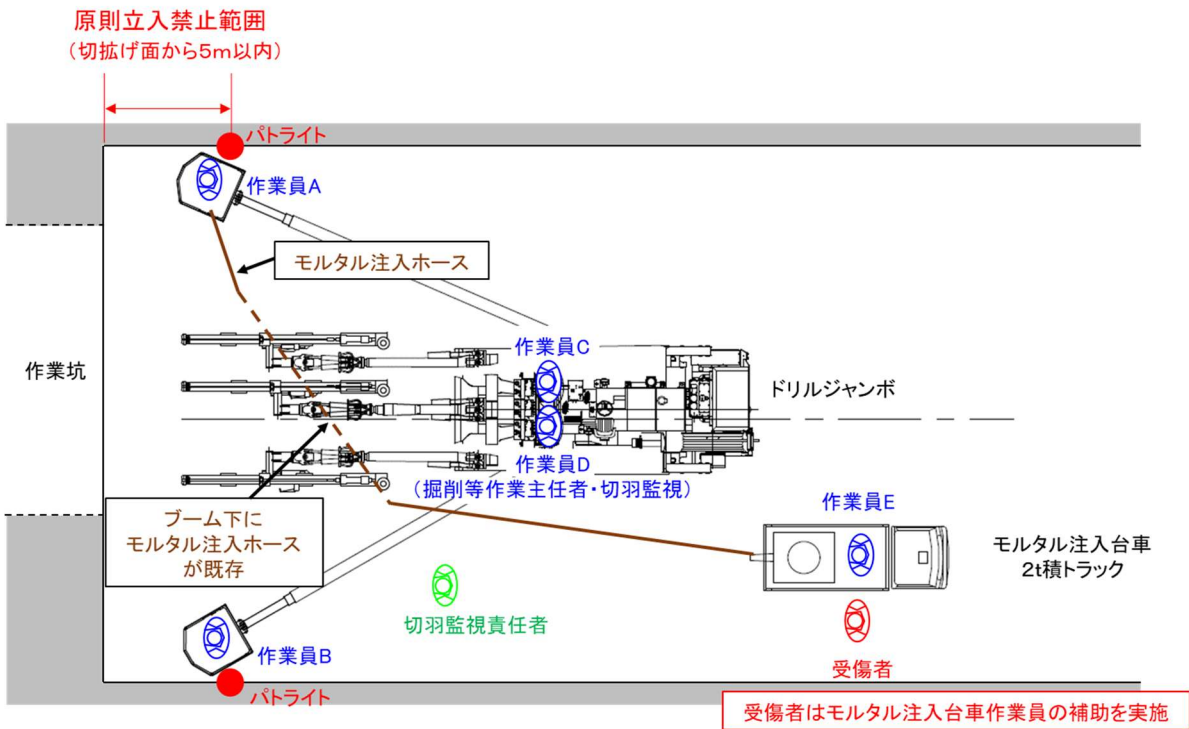 原則立入禁止範囲
（切拡げ面から5m以内）
パトライト
作業員A
モルタル注入ホース
作業員C
作業坑
ドリルジャンボ
作業員D
（掘削等作業主任者・切羽監視）
作業員E
ブーム下に
モルタル注入ホース
が既存
モルタル注入台車
2t積トラック
切羽監視責任者
作業員B
受傷者
パトライト
受傷者はモルタル注入台車作業員の補助を実施